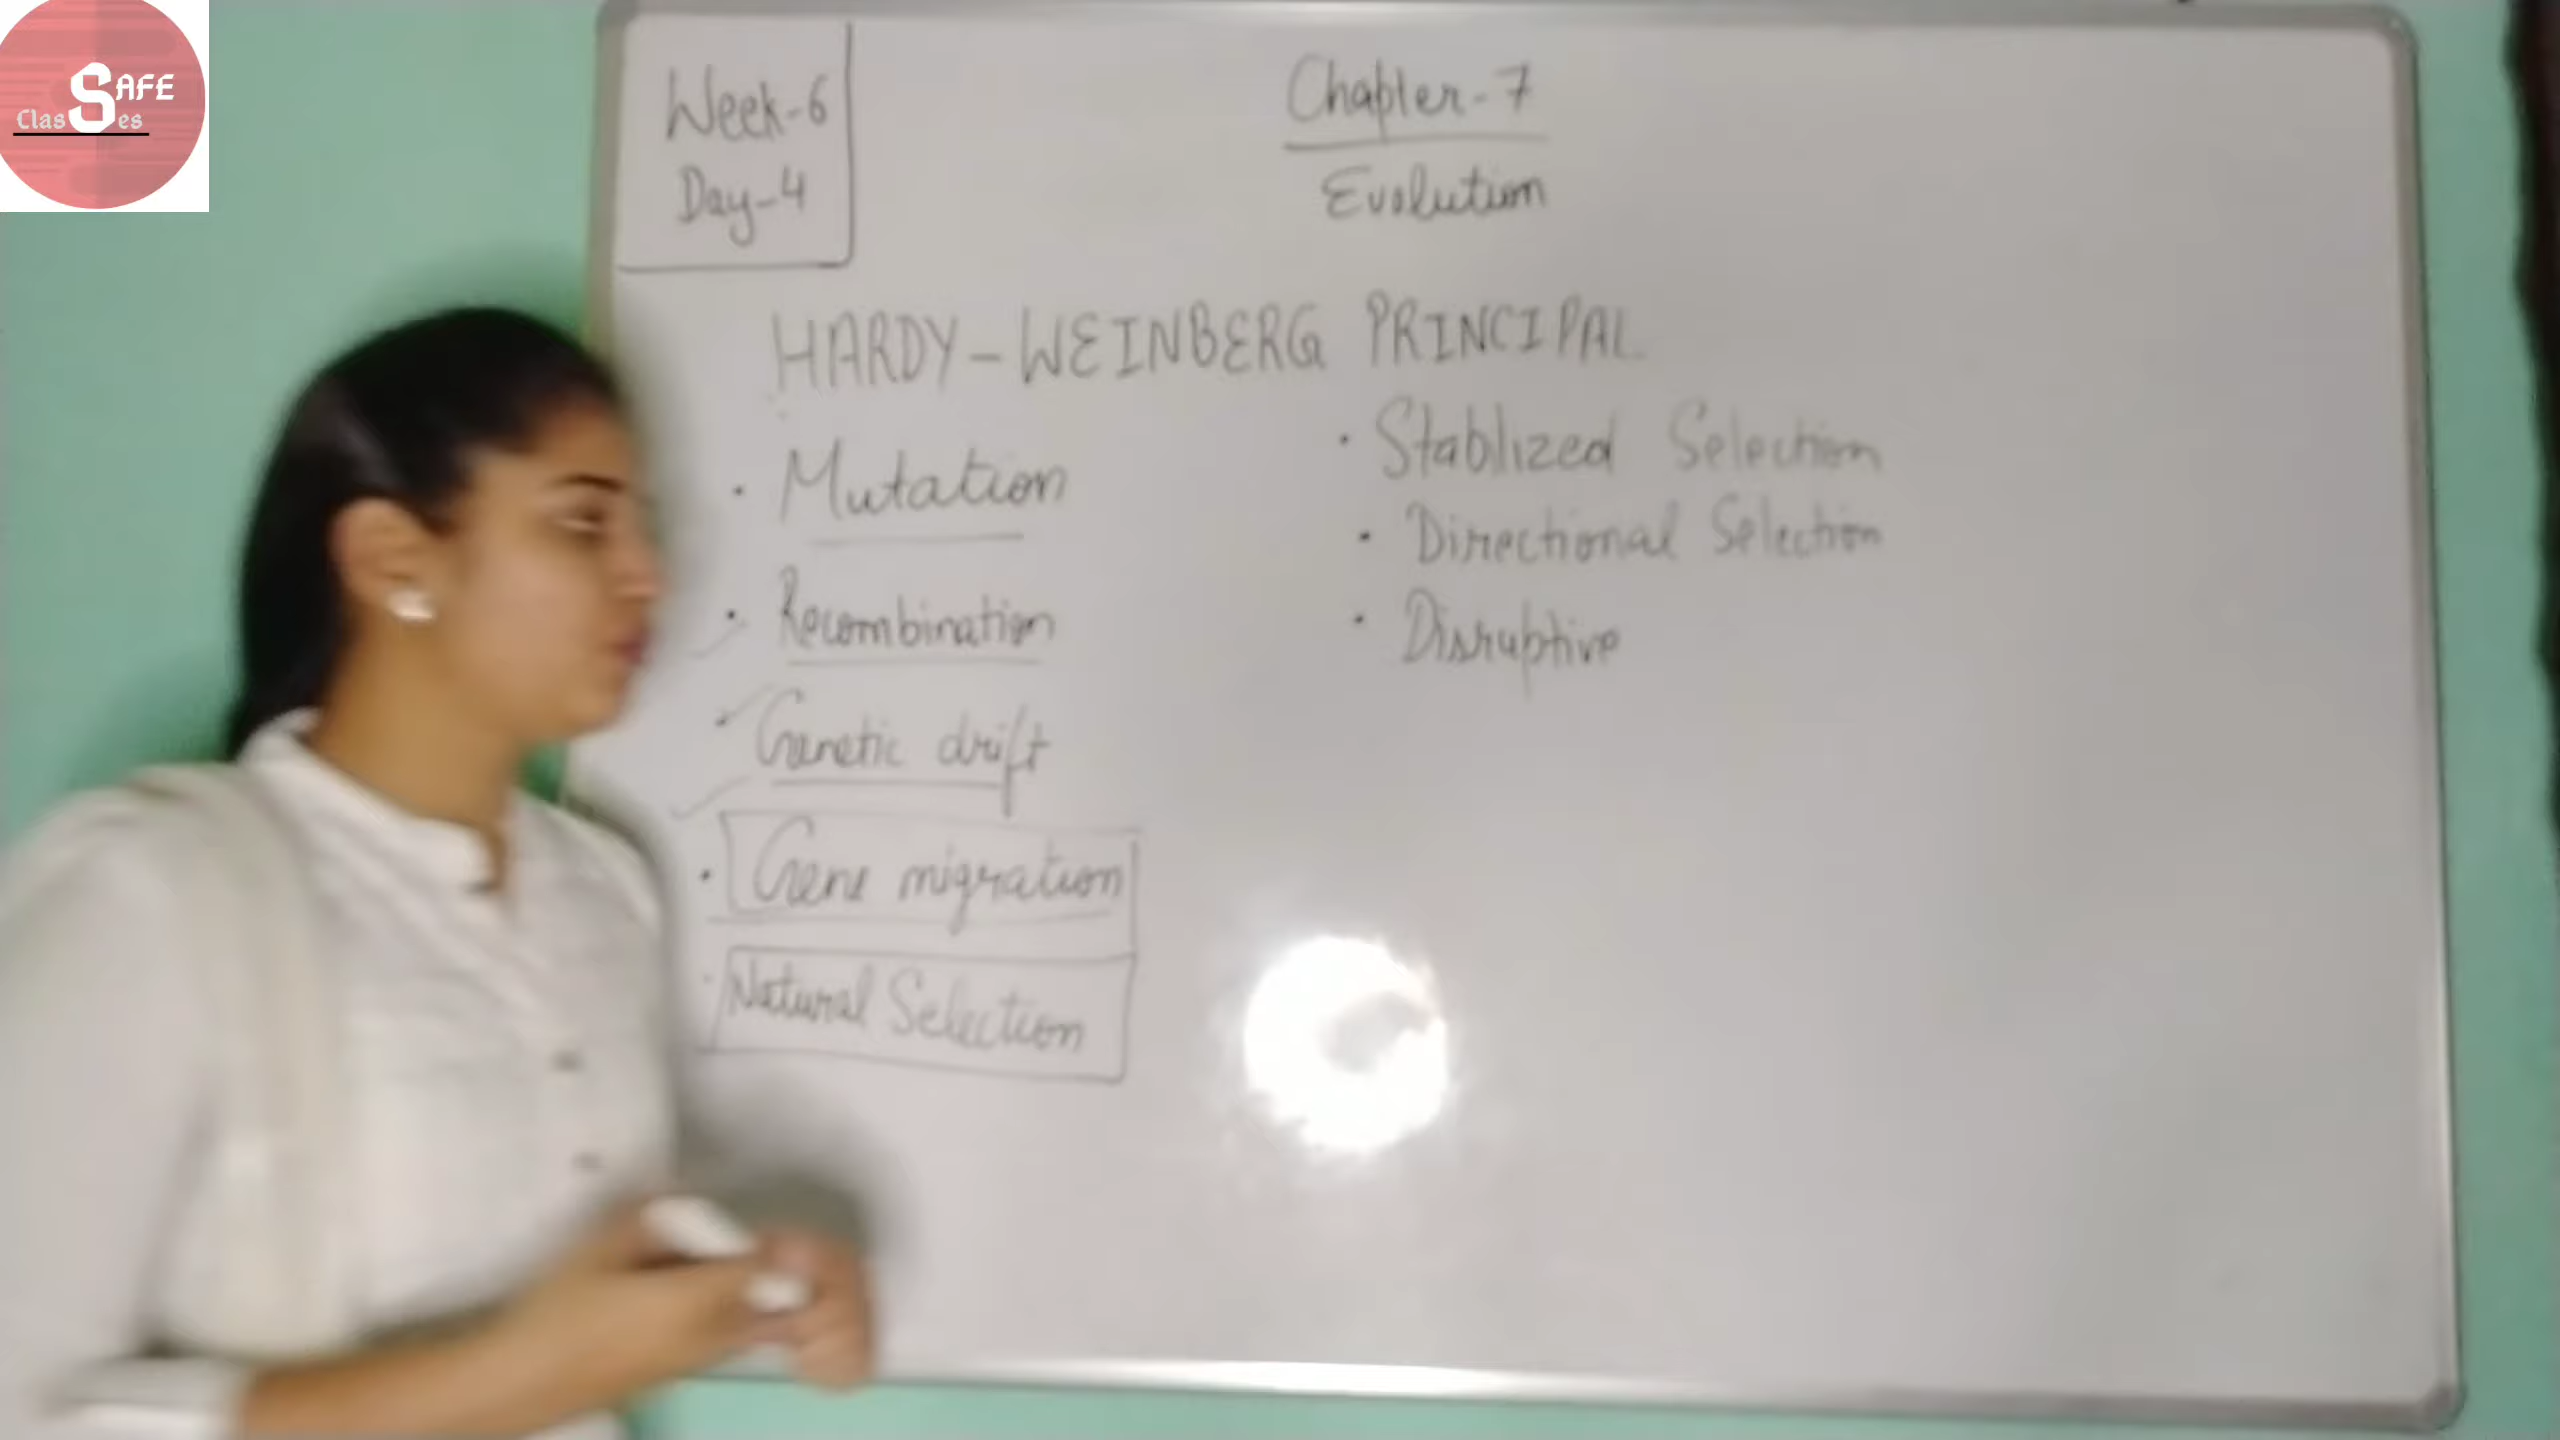 SAFE
Classes
Week-6
Day-4
Chapter-7
Evolution
HARDY-WEINBERG PRINCIPAL
• Mutation
• Recombination
Genetic drift
• Gene migration
• Natural Selection
• Stablized Selection
• Directional Selection
• Disruptive